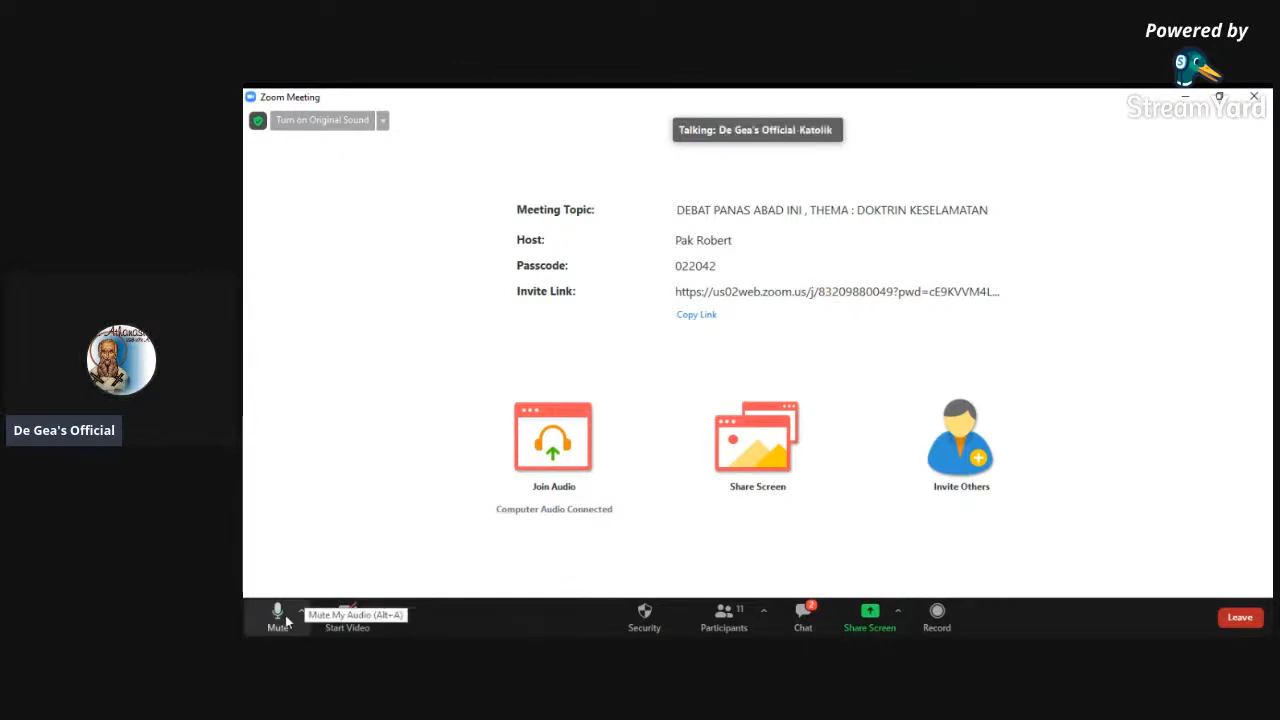 Powered by
StreamYard
Zoom Meeting
Turn on Original Sound
Talking: De Gea's Official-Katolik
Meeting Topic: DEBAT PANAS ABAD INI , THEMA : DOKTRIN KESELAMATAN
Host: Pak Robert
Passcode: 022042
Invite Link: https://us02web.zoom.us/j/83209880049?pwd=cE9KVVM4L...
Copy Link
De Gea's Official
Join Audio
Share Screen
Invite Others
Computer Audio Connected
Mute My Audio (Alt+A)
11
2
Mute
Start Video
Security
Participants
Chat
Share Screen
Record
Leave